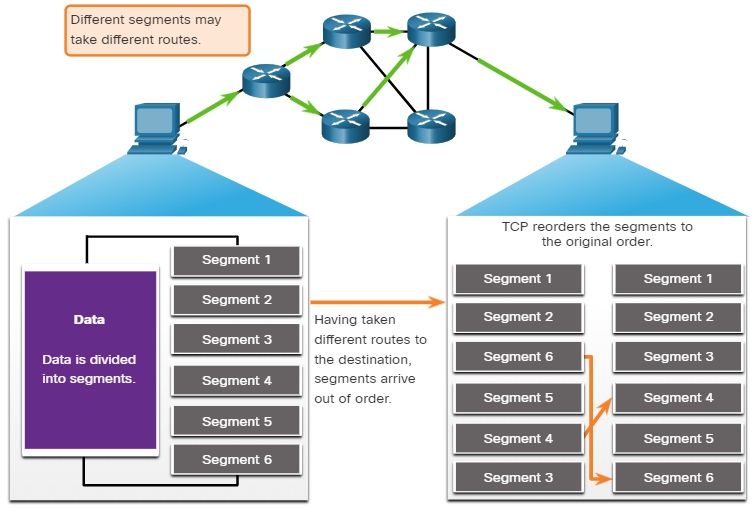 Different segments may
take different routes.
TCP reorders the segments to
the original order.
Data
Data is divided
into segments.
Segment 1
Segment 2
Segment 3
Segment 4
Segment 5
Segment 6
Having taken
different routes to
the destination,
segments arrive
out of order.
Segment 1
Segment 2
Segment 6
Segment 5
Segment 4
Segment 3
Segment 1
Segment 2
Segment 3
Segment 4
Segment 5
Segment 6